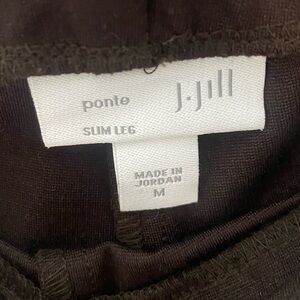 ponte J.Jill
SLIM LEG
MADE IN
JORDAN
M